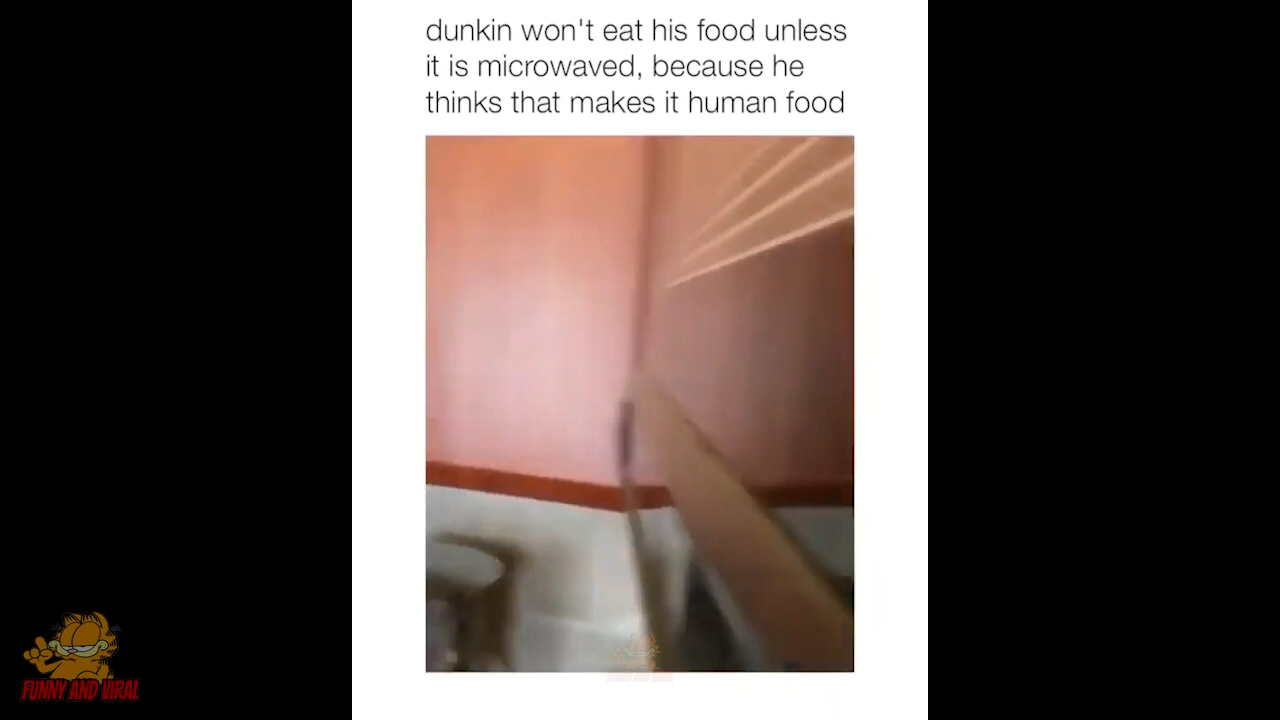 dunkin won't eat his food unless
it is microwaved, because he
thinks that makes it human food
FUNNY AND VIRAL